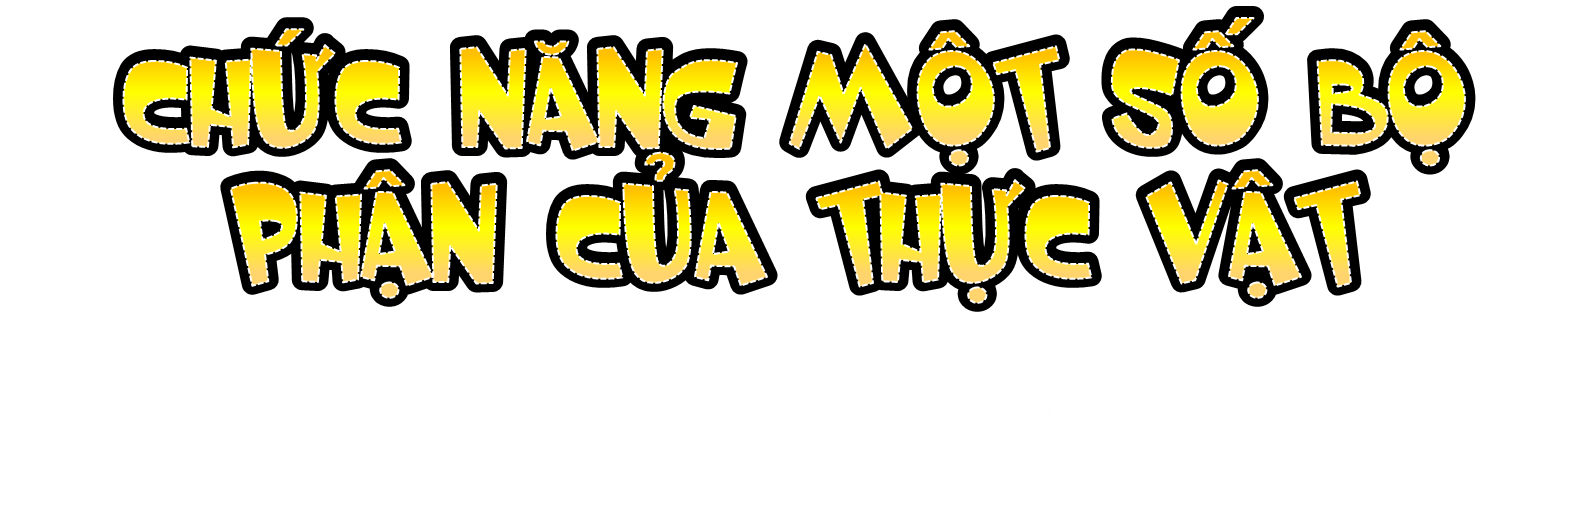 CHỨC NĂNG MỘT SỐ BỘ
PHẬN CỦA THỰC VẬT